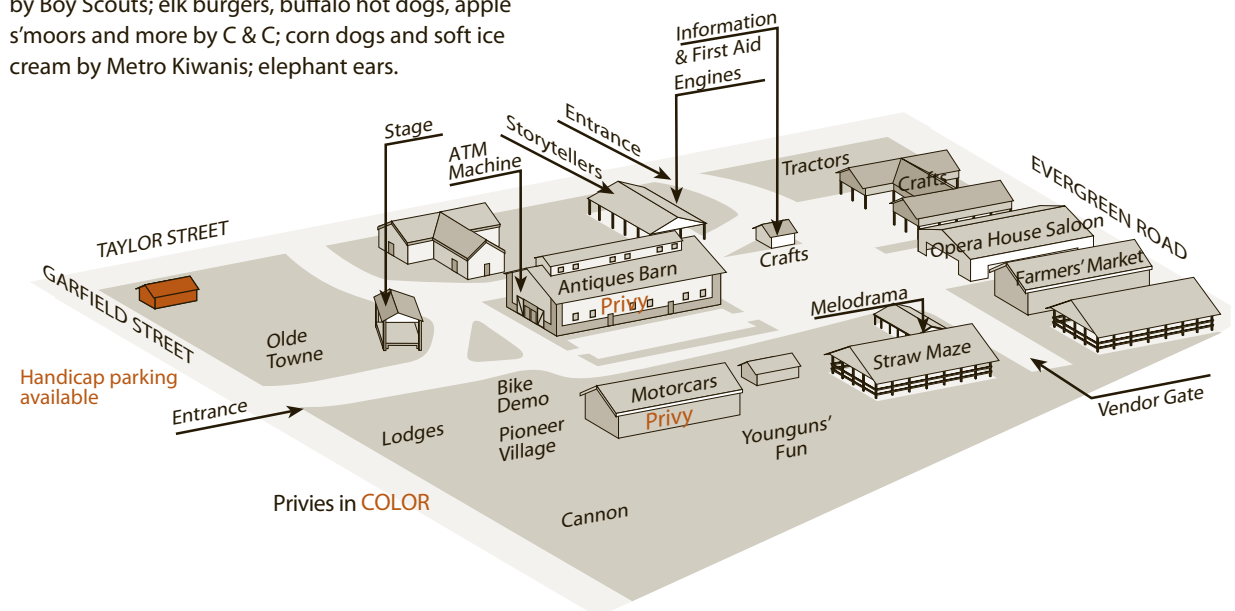 by Boy Scouts; elk burgers, buffalo hot dogs, apple
s’moors and more by C & C; corn dogs and soft ice
cream by Metro Kiwanis; elephant ears.
Information
& First Aid
Engines
Entrance
Storytellers
Stage
ATM
Machine
Tractors
Crafts
EVERGREEN ROAD
TAYLOR STREET
GARFIELD STREET
Opera House Saloon
Crafts
Farmers’ Market
Antiques Barn
Privy
Melodrama
Straw Maze
Olde
Towne
Handicap parking
available
Entrance
Bike
Demo
Motorcars
Privy
Vendor Gate
Lodges
Pioneer
Village
Younguns’
Fun
Privies in COLOR
Cannon